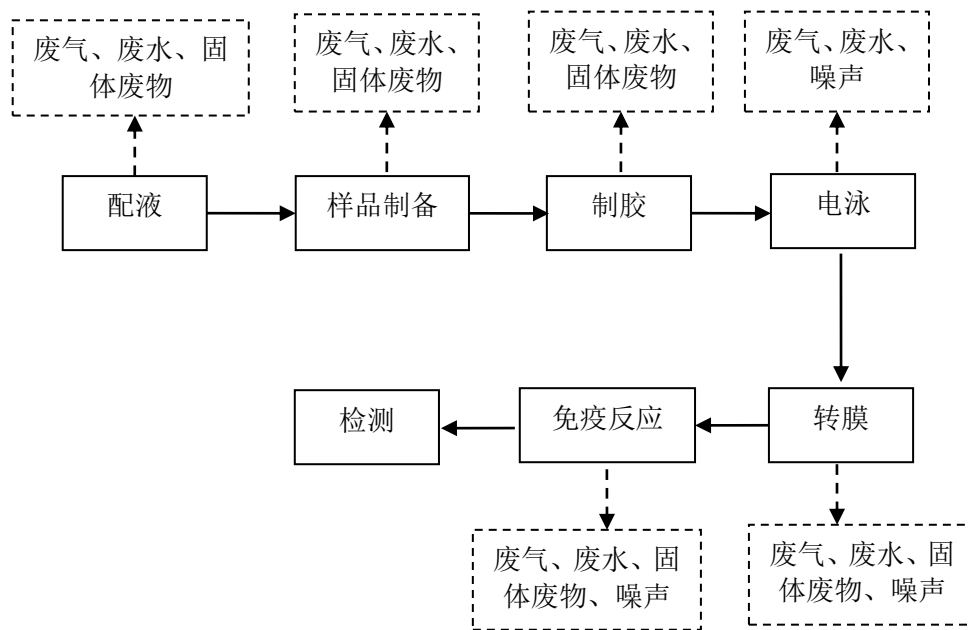 废气、废水、固
体废物
废气、废水、
固体废物
废气、废水、
固体废物
废气、废水、
噪声
配液
样品制备
制胶
电泳
检测
免疫反应
转膜
废气、废水、固
体废物、噪声
废气、废水、固
体废物、噪声